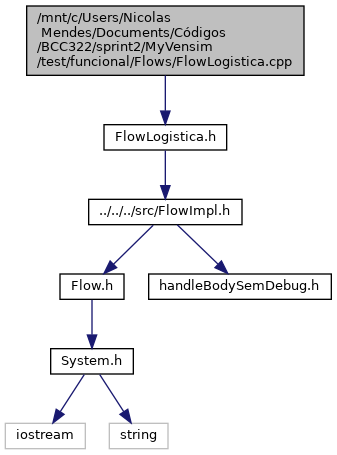 /mnt/c/Users/Nicolas
Mendes/Documents/Códigos
/BCC322/sprint2/MyVensim
/test/funcional/Flows/FlowLogistica.cpp
FlowLogistica.h
../../../src/FlowImpl.h
Flow.h
handleBodySemDebug.h
System.h
iostream
string